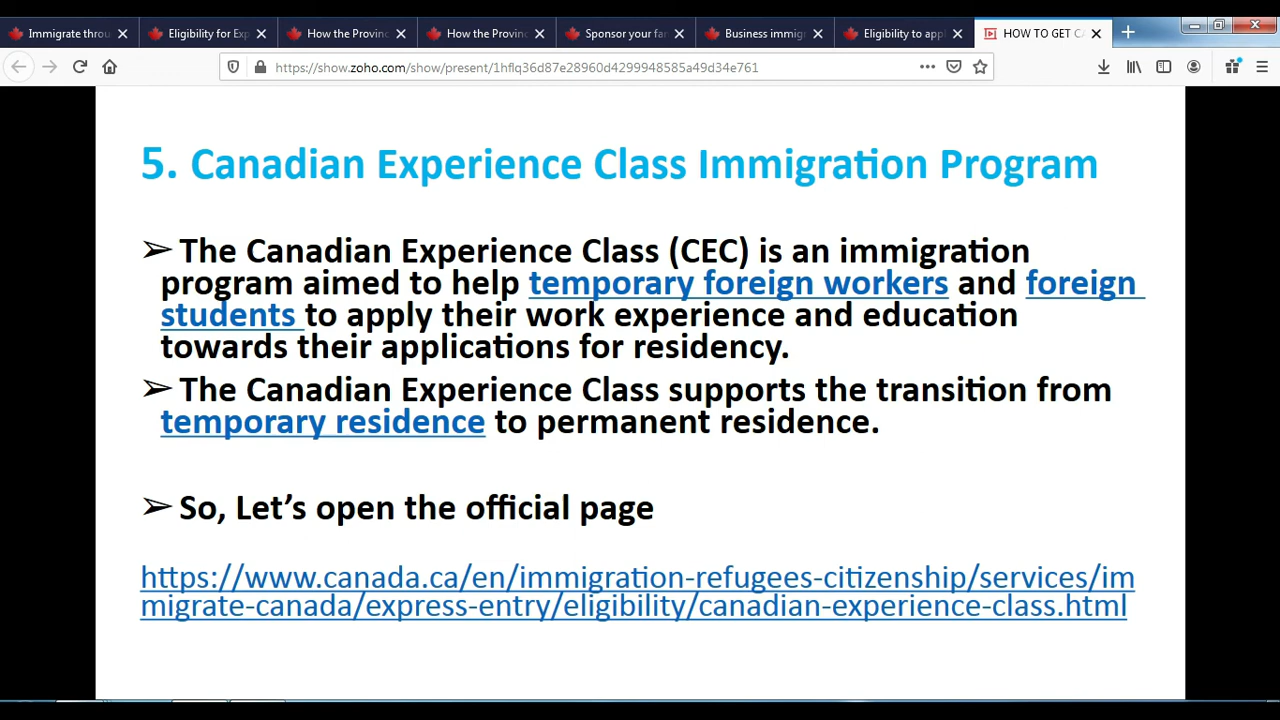 Immigrate throu
Eligibility for Exp
How the Provinc
How the Provinc
Sponsor your far
Business immig
Eligibility to appl
HOW TO GET CA
https://show.zoho.com/show/present/1hflq36d87e28960d4299948585a49d34e761
5. Canadian Experience Class Immigration Program
➢ The Canadian Experience Class (CEC) is an immigration
program aimed to help temporary foreign workers and foreign
students to apply their work experience and education
towards their applications for residency.
➢ The Canadian Experience Class supports the transition from
temporary residence to permanent residence.
➢ So, Let’s open the official page
https://www.canada.ca/en/immigration-refugees-citizenship/services/im
migrate-canada/express-entry/eligibility/canadian-experience-class.html